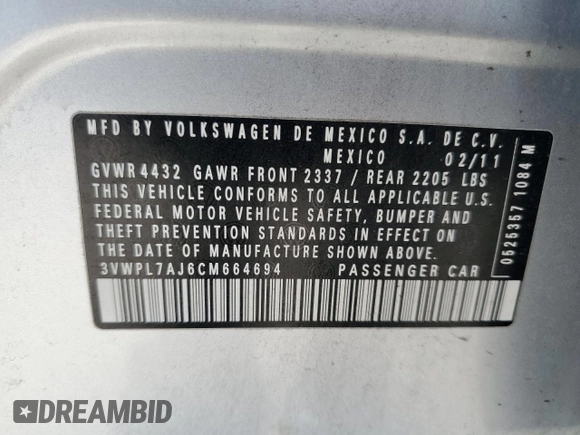 MFD BY VOLKSWAGEN DE MEXICO S.A. DE C.V.
MEXICO 02/11
GVWR 4432 GAWR FRONT 2337 / REAR 2205 LBS
THIS VEHICLE CONFORMS TO ALL APPLICABLE U.S.
FEDERAL MOTOR VEHICLE SAFETY, BUMPER AND
THEFT PREVENTION STANDARDS IN EFFECT ON
THE DATE OF MANUFACTURE SHOWN ABOVE.
3VWPL7AJ6CM664694 PASSENGER CAR
0525357 1084 M
DREAMBID